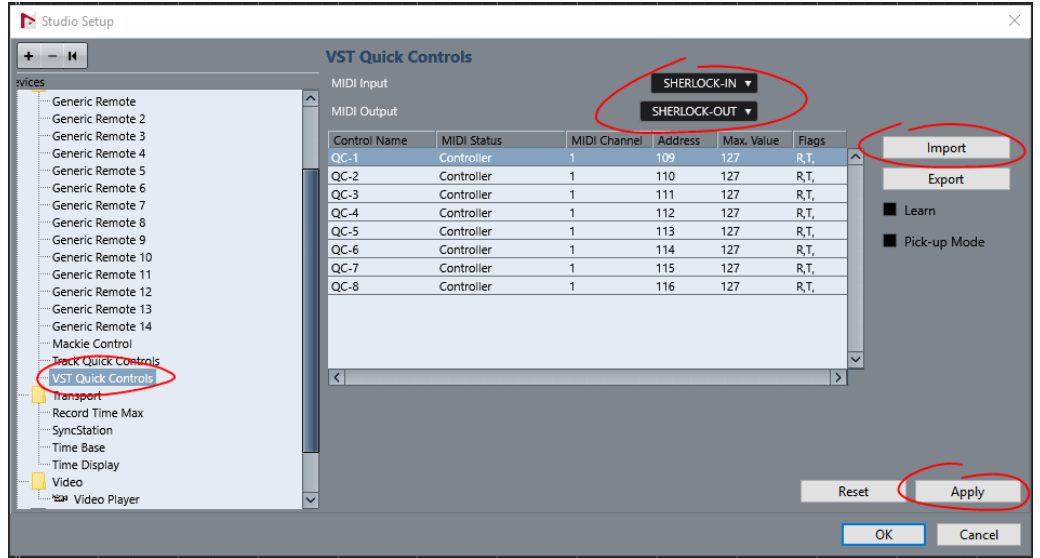 Studio Setup
evices
Generic Remote
Generic Remote 2
Generic Remote 3
Generic Remote 4
Generic Remote 5
Generic Remote 6
Generic Remote 7
Generic Remote 8
Generic Remote 9
Generic Remote 10
Generic Remote 11
Generic Remote 12
Generic Remote 13
Generic Remote 14
Mackie Control
Track Quick Controls
VST Quick Controls
Transport
Record Time Max
SyncStation
Time Base
Time Display
Video
Video Player
VST Quick Controls
MIDI Input SHERLOCK-IN
MIDI Output SHERLOCK-OUT
Control Name MIDI Status MIDI Channel Address Max. Value Flags
QC-1 Controller 1 109 127 R,T,
QC-2 Controller 1 110 127 R,T,
QC-3 Controller 1 111 127 R,T,
QC-4 Controller 1 112 127 R,T,
QC-5 Controller 1 113 127 R,T,
QC-6 Controller 1 114 127 R,T,
QC-7 Controller 1 115 127 R,T,
QC-8 Controller 1 116 127 R,T,
Import
Export
Learn
Pick-up Mode
Reset Apply
OK Cancel